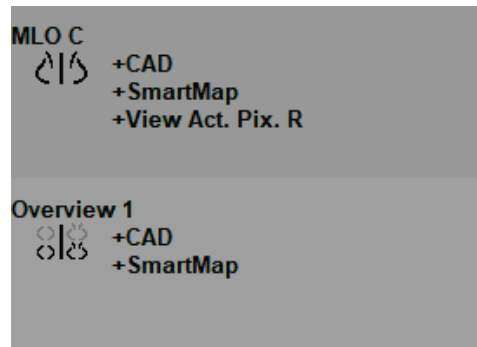 MLO C
+CAD
+SmartMap
+View Act. Pix. R
Overview 1
+CAD
+SmartMap